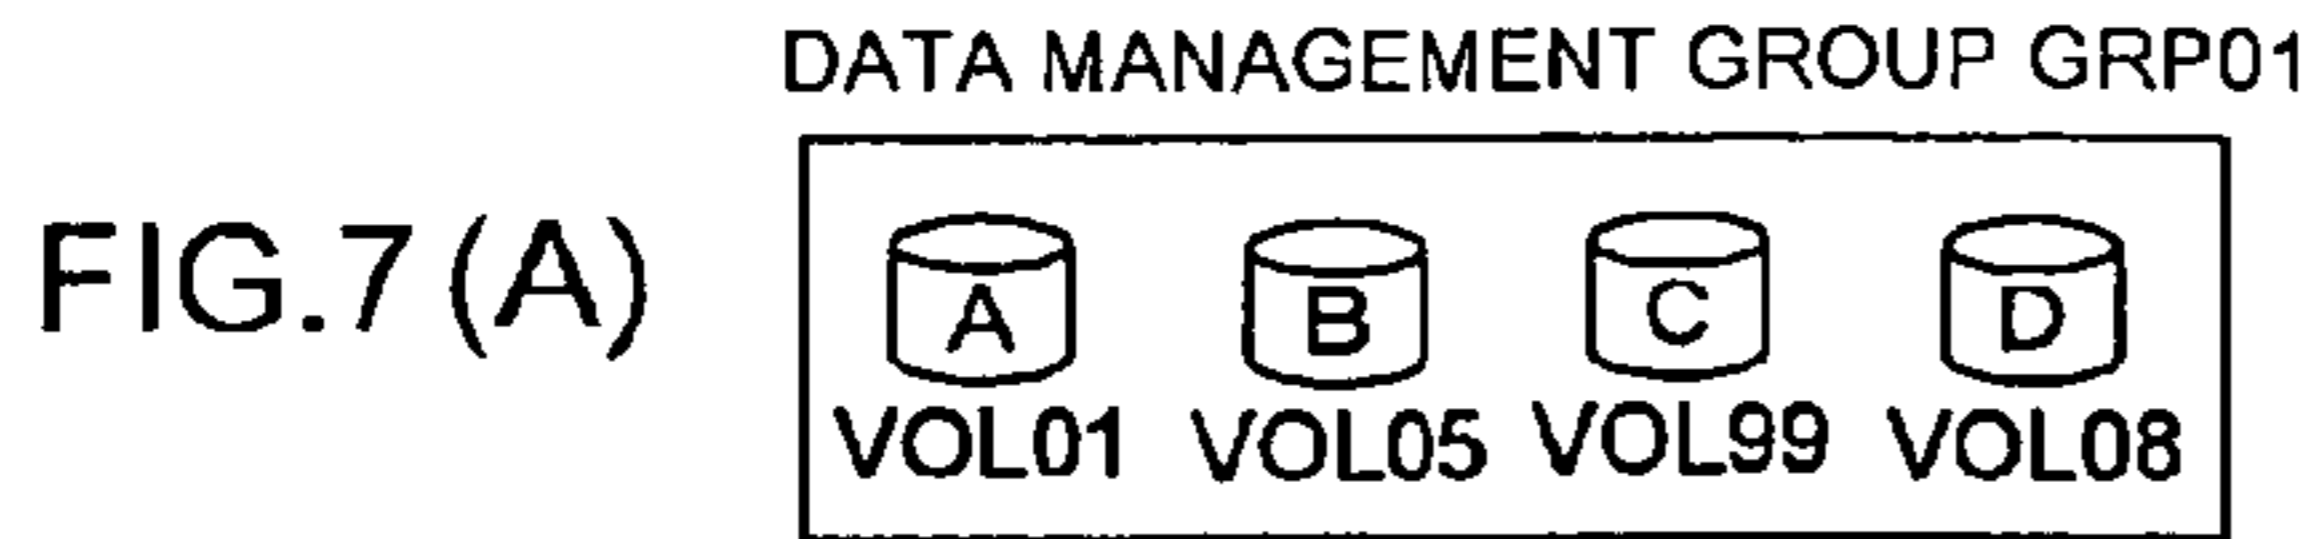 DATA MANAGEMENT GROUP GRP01
FIG.7(A)
A B C D
VOL01 VOL05 VOL99 VOL08